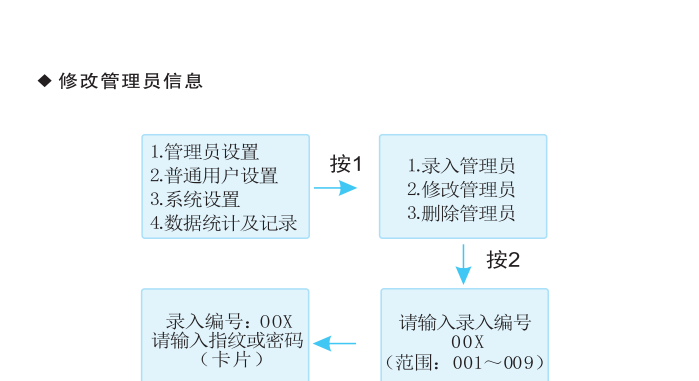 ◆ 修改管理员信息
1.管理员设置
2.普通用户设置
3.系统设置
4.数据统计及记录
按1
1.录入管理员
2.修改管理员
3.删除管理员
按2
请输入录入编号
00X
（范围：001～009）
录入编号：00X
请输入指纹或密码
（卡片）